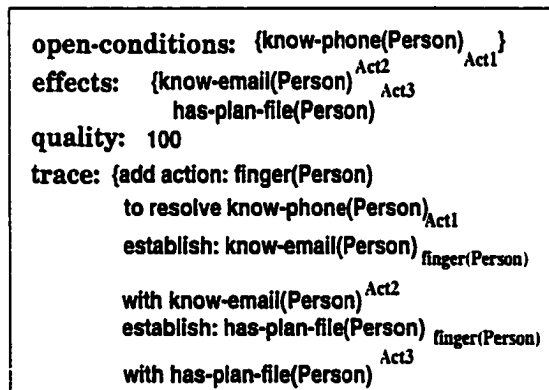 open-conditions: {know-phone(Person)Act1}
effects: {know-email(Person)Act2
has-plan-file(Person)Act3
quality: 100
trace: {add action: finger(Person)
to resolve know-phone(Person)Act1
establish: know-email(Person)finger(Person)
with know-email(Person)Act2
establish: has-plan-file(Person)finger(Person)
with has-plan-file(Person)Act3